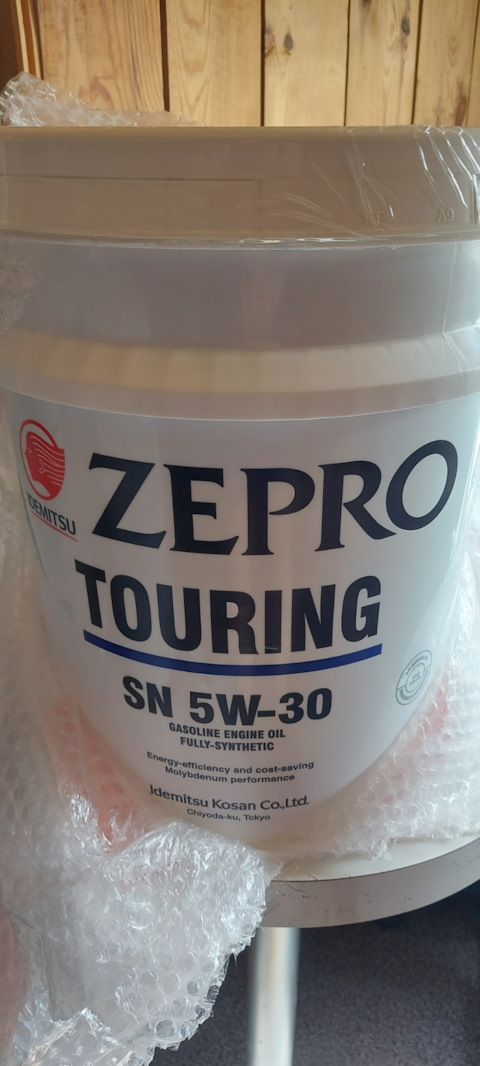 A9
IDEMITSU
ZEPRO
TOURING
SN 5W-30
GASOLINE ENGINE OIL
FULLY-SYNTHETIC
Energy-efficiency and cost-saving
Molybdenum performance
Idemitsu Kosan Co.,Ltd.
Chiyoda-ku, Tokyo